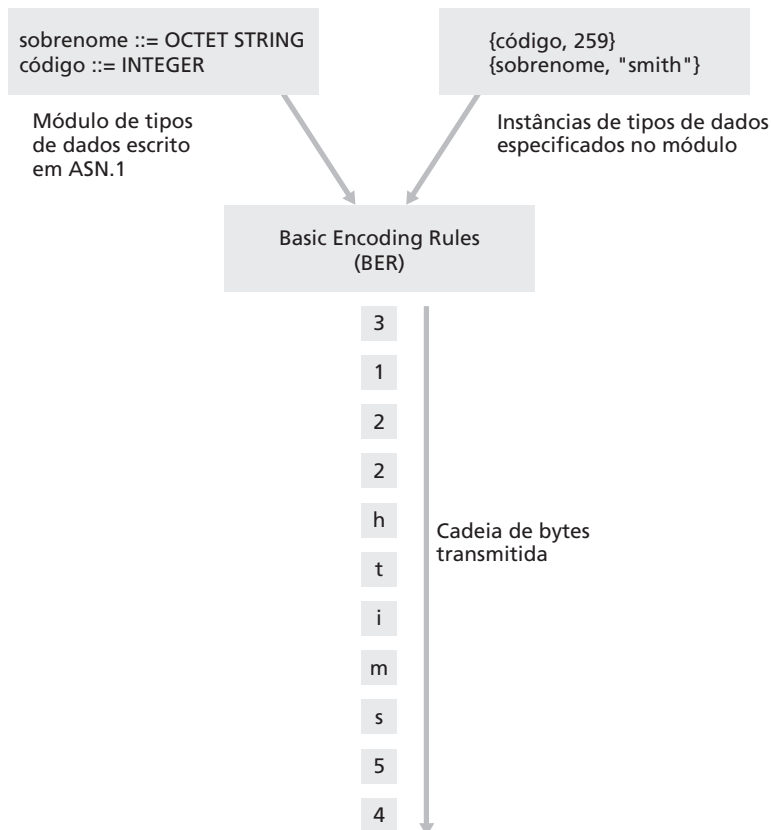 sobrenome ::= OCTET STRING
código ::= INTEGER
{código, 259}
{sobrenome, "smith"}
Módulo de tipos
de dados escrito
em ASN.1
Instâncias de tipos de dados
especificados no módulo
Basic Encoding Rules
(BER)
3
1
2
2
h
t
i
m
s
5
4
Cadeia de bytes
transmitida